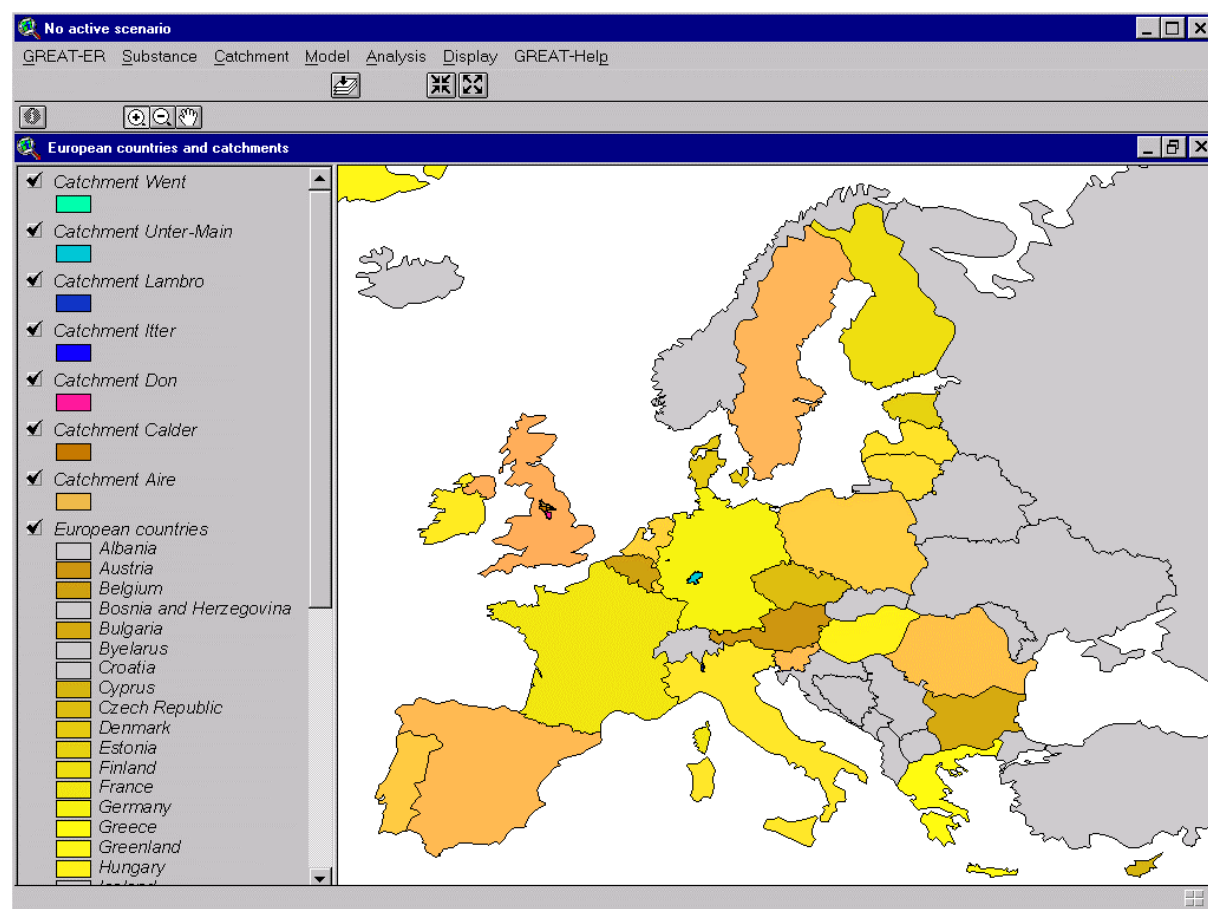 No active scenario
GREAT-ER Substance Catchment Model Analysis Display GREAT-Help
European countries and catchments
Catchment Went
Catchment Unter-Main
Catchment Lambro
Catchment Itter
Catchment Don
Catchment Calder
Catchment Aire
European countries
Albania
Austria
Belgium
Bosnia and Herzegovina
Bulgaria
Byelarus
Croatia
Cyprus
Czech Republic
Denmark
Estonia
Finland
France
Germany
Greece
Greenland
Hungary